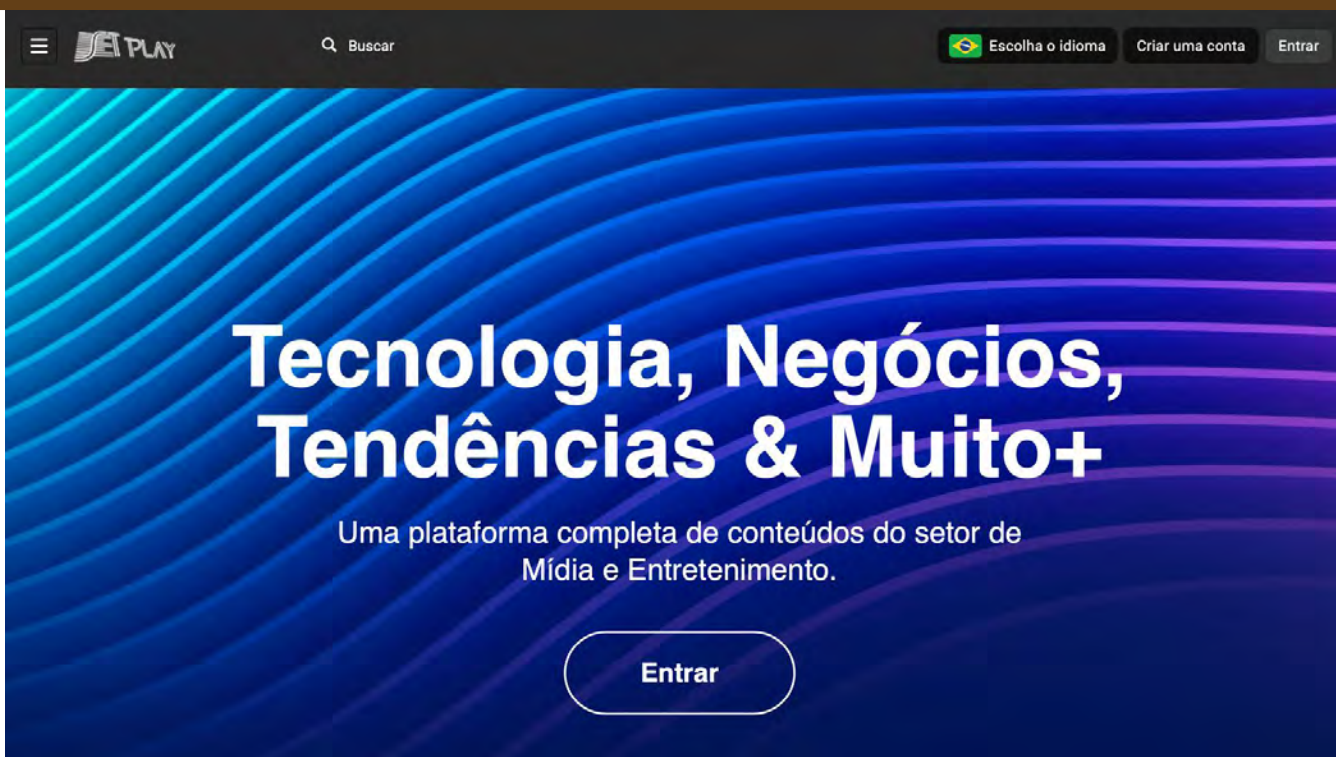 SET PLAY
Buscar
Escolha o idioma
Criar uma conta
Entrar
Tecnologia, Negócios,
Tendências & Muito+
Uma plataforma completa de conteúdos do setor de
Mídia e Entretenimento.
Entrar